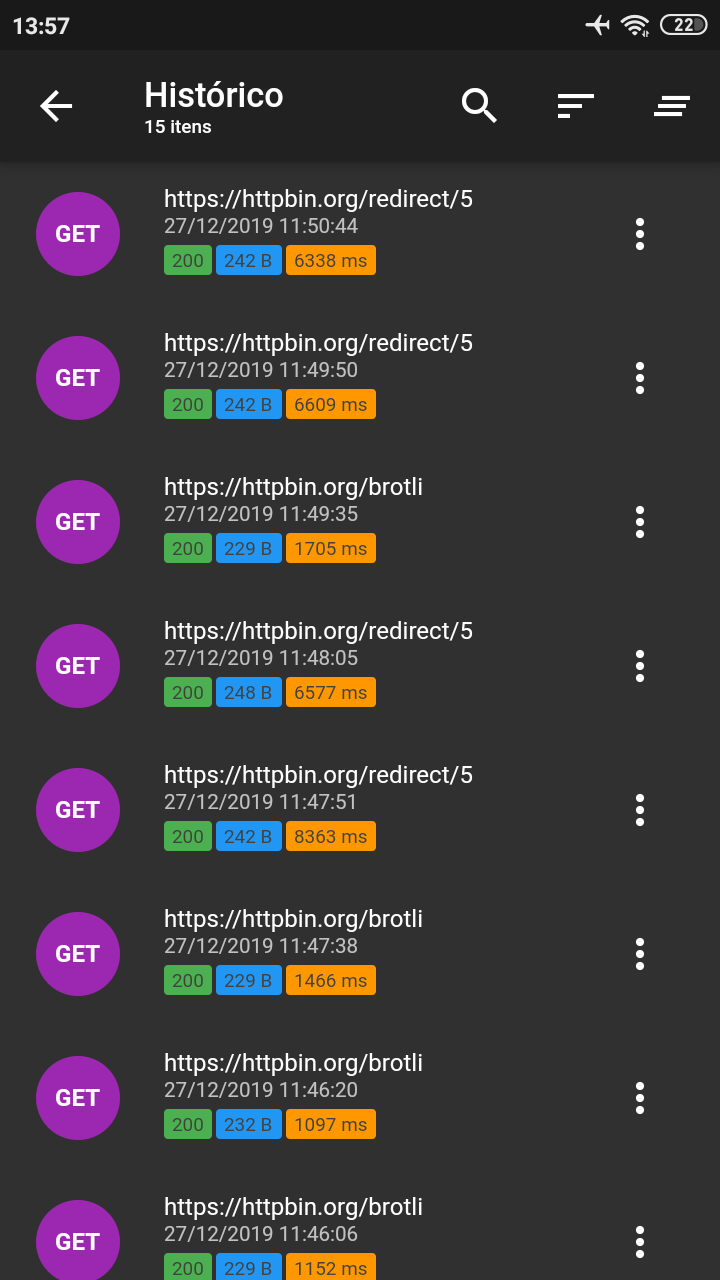 13:57
22
Histórico
15 itens
GET
https://httpbin.org/redirect/5
27/12/2019 11:50:44
200 242 B 6338 ms
GET
https://httpbin.org/redirect/5
27/12/2019 11:49:50
200 242 B 6609 ms
GET
https://httpbin.org/brotli
27/12/2019 11:49:35
200 229 B 1705 ms
GET
https://httpbin.org/redirect/5
27/12/2019 11:48:05
200 248 B 6577 ms
GET
https://httpbin.org/redirect/5
27/12/2019 11:47:51
200 242 B 8363 ms
GET
https://httpbin.org/brotli
27/12/2019 11:47:38
200 229 B 1466 ms
GET
https://httpbin.org/brotli
27/12/2019 11:46:20
200 232 B 1097 ms
GET
https://httpbin.org/brotli
27/12/2019 11:46:06
200 229 B 1152 ms